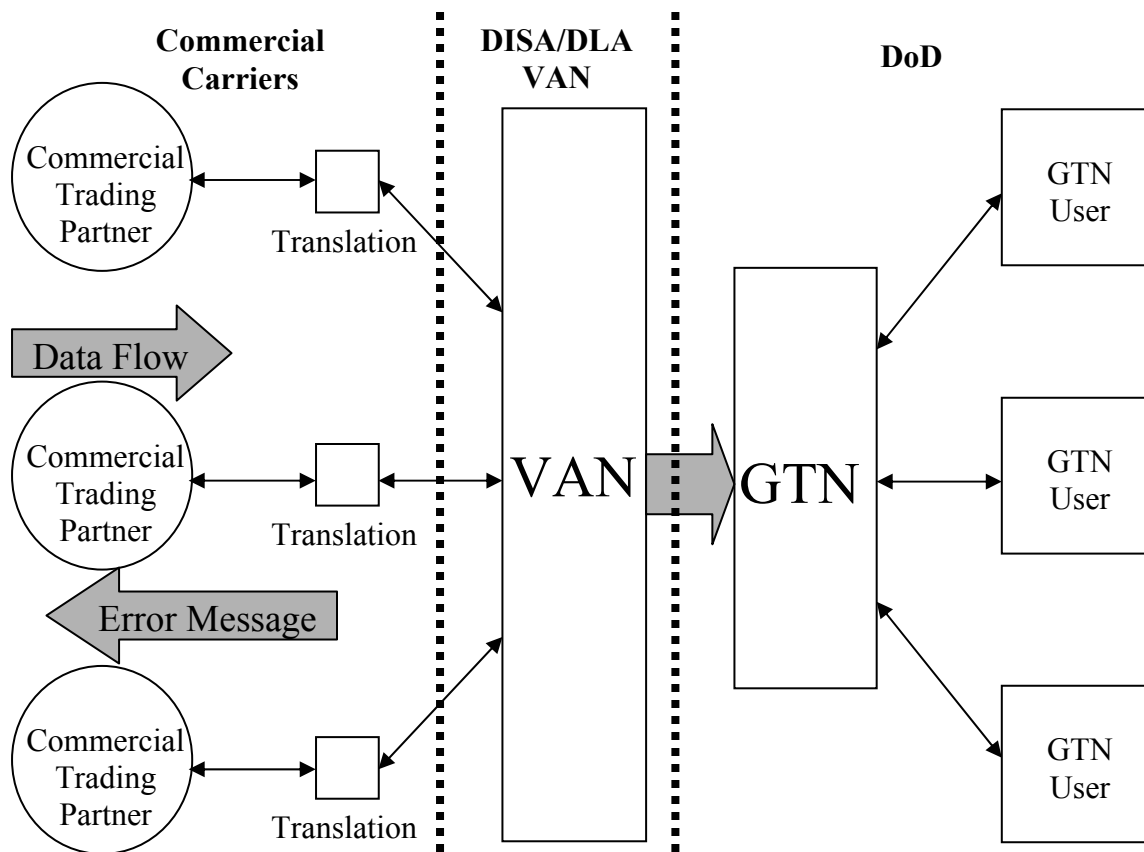 Commercial
Carriers
DISA/DLA
VAN
DoD
Commercial
Trading
Partner
Translation
GTN
User
Data Flow
Commercial
Trading
Partner
Translation
VAN
GTN
GTN
User
Error Message
Commercial
Trading
Partner
Translation
GTN
User